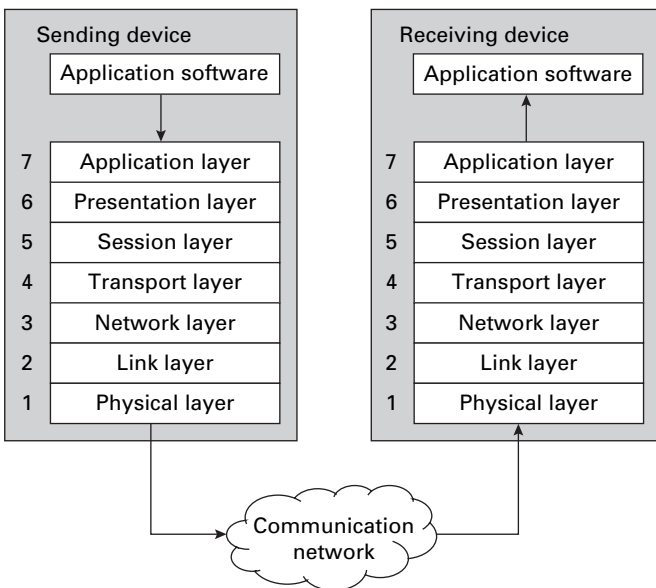 Sending device
Application software
7 Application layer
6 Presentation layer
5 Session layer
4 Transport layer
3 Network layer
2 Link layer
1 Physical layer
Receiving device
Application software
7 Application layer
6 Presentation layer
5 Session layer
4 Transport layer
3 Network layer
2 Link layer
1 Physical layer
Communication
network